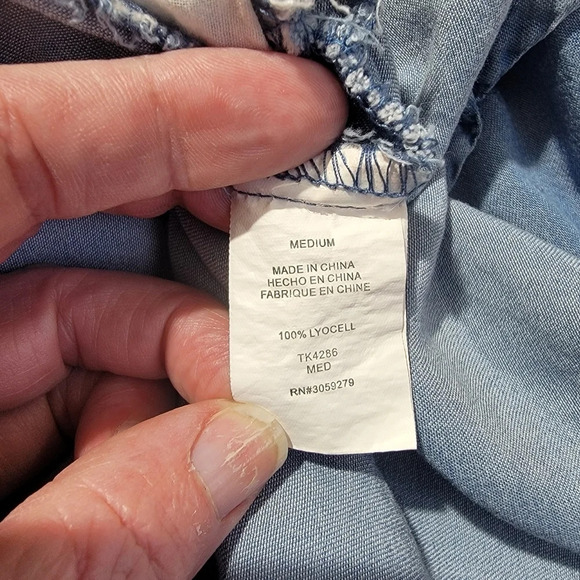 MEDIUM
MADE IN CHINA
HECHO EN CHINA
FABRIQUE EN CHINE
100% LYOCELL
TK4286
MED
RN#3059279